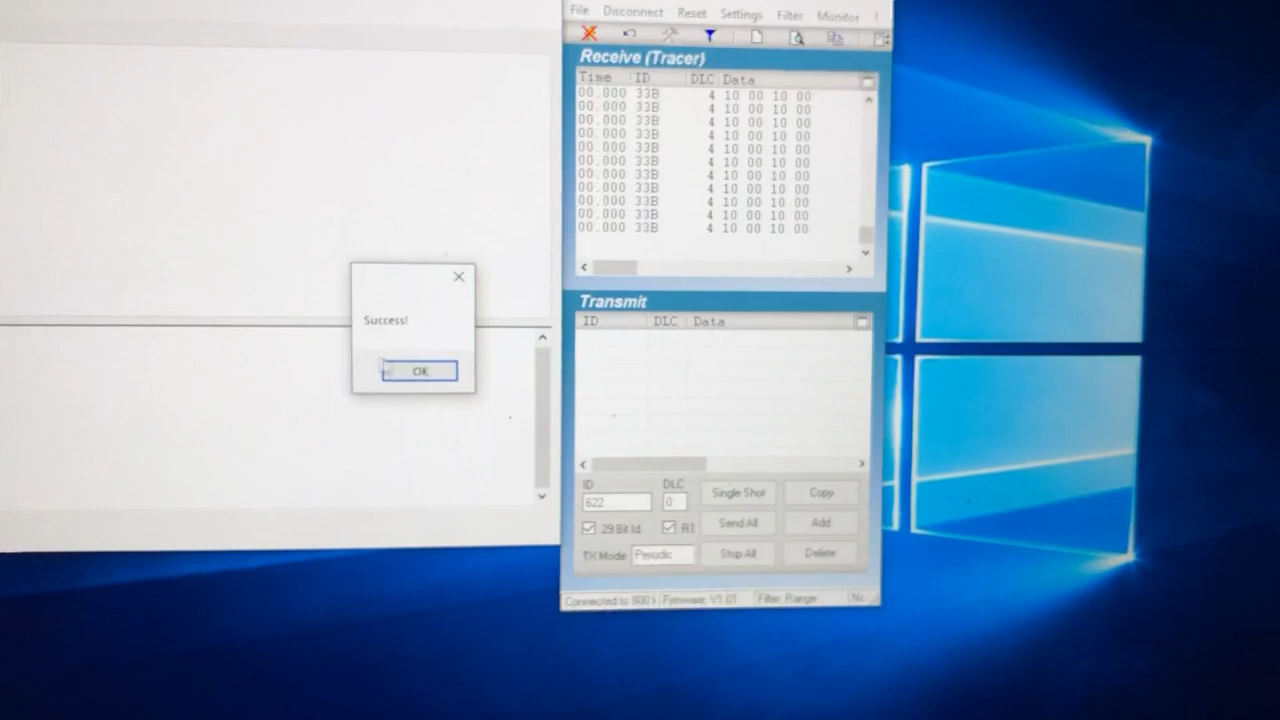 File Disconnect Reset Settings Filter Monitor ?
Receive (Tracer)
Time ID DLC Data
00.000 33B 4 10 00 10 00
00.000 33B 4 10 00 10 00
00.000 33B 4 10 00 10 00
00.000 33B 4 10 00 10 00
00.000 33B 4 10 00 10 00
00.000 33B 4 10 00 10 00
00.000 33B 4 10 00 10 00
00.000 33B 4 10 00 10 00
00.000 33B 4 10 00 10 00
00.000 33B 4 10 00 10 00
00.000 33B 4 10 00 10 00
Success!
OK
Transmit
ID DLC Data
ID DLC
622 0 Single Shot Copy
29 Bit Id Send All Add
TX Mode Periodic Stop All Delete
Connected to Firmware: V1.01 Filter: Range